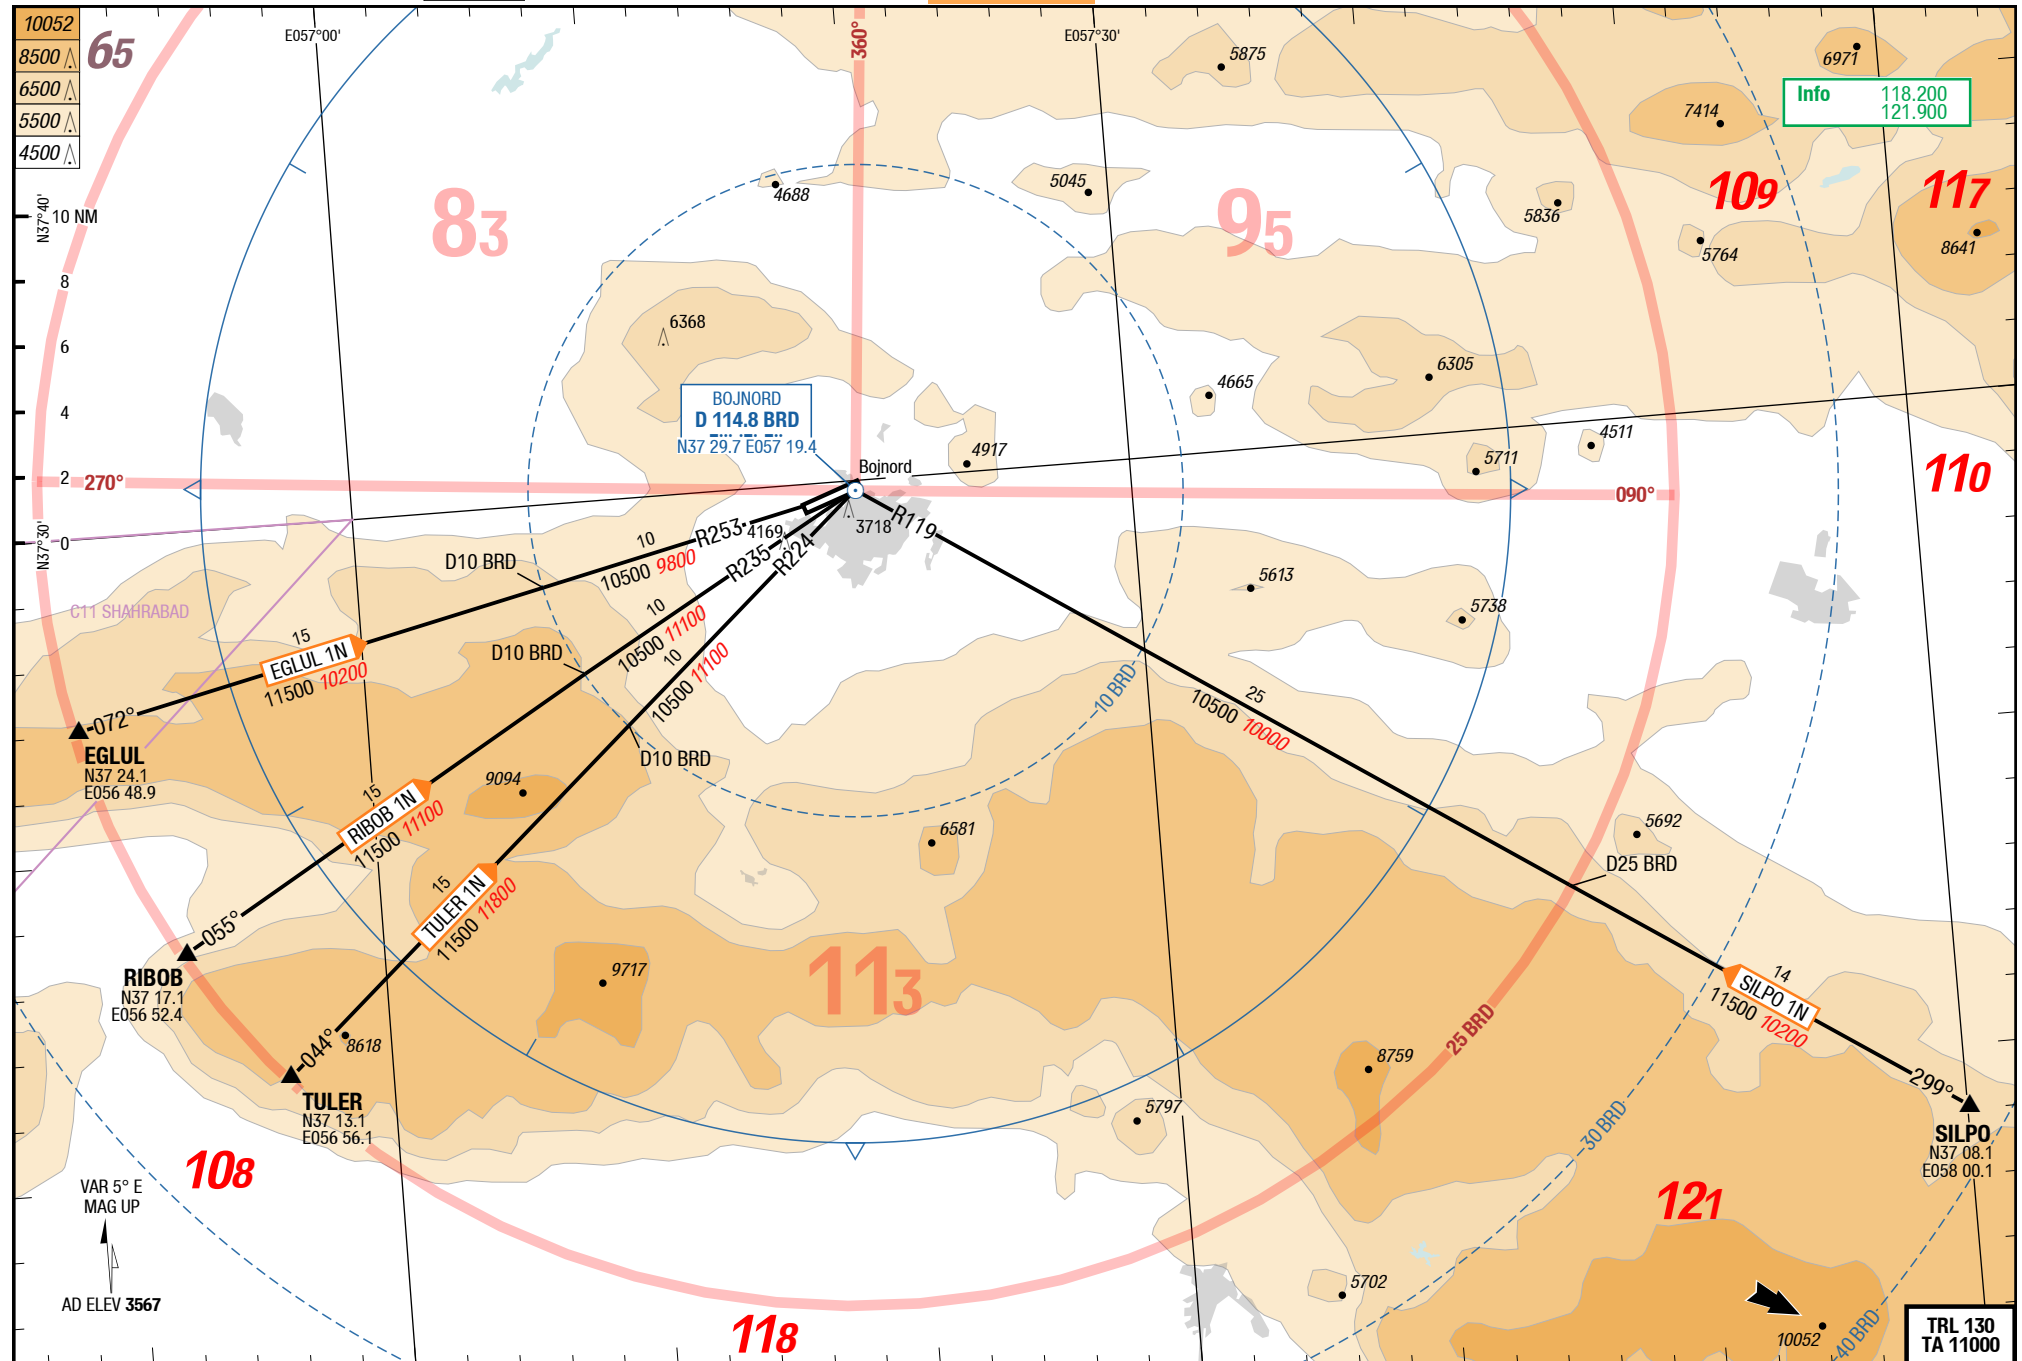 10052
8500
6500
5500
4500
65
E057°00'
360°
E057°30'
5875
6971
7414
Info 118.200
121.900
N37°40'
10 NM
8
6
4
2
0
N37°30'
83
4688
5045
95
5836
109
117
5764
8641
6368
6305
4665
BOJNORD
D 114.8 BRD
N37 29.7 E057 19.4
4917
Bojnord
4511
5711
110
270°
090°
R253
4169
3718
R119
R235
R224
10
D10 BRD
10500 9800
5613
5738
C11 SHAHRABAD
15
EGLUL 1N
11500 10200
10
10500 11100
D10 BRD
10
10500 11100
D10 BRD
10 BRD
25
10500 10000
072°
EGLUL
N37 24.1
E056 48.9
9094
15
RIBOB 1N
11500 11100
6581
5692
D25 BRD
15
TULER 1N
11500 11800
055°
RIBOB
N37 17.1
E056 52.4
9717
113
14
SILPO 1N
11500 10200
25 BRD
044°
8618
8759
299°
TULER
N37 13.1
E056 56.1
5797
30 BRD
SILPO
N37 08.1
E058 00.1
108
121
VAR 5° E
MAG UP
AD ELEV 3567
118
5702
10052
40 BRD
TRL 130
TA 11000